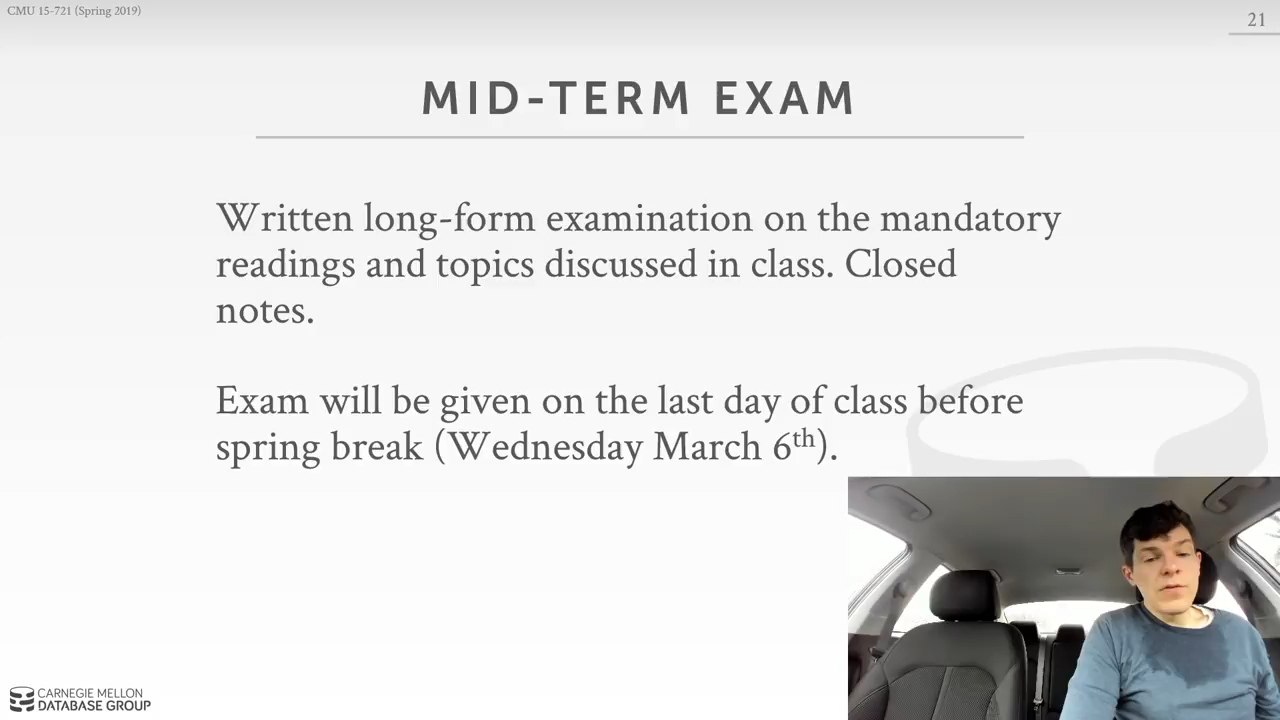 CMU 15-721 (Spring 2019)
21
MID-TERM EXAM
Written long-form examination on the mandatory
readings and topics discussed in class. Closed
notes.
Exam will be given on the last day of class before
spring break (Wednesday March 6th).
CARNEGIE MELLON
DATABASE GROUP